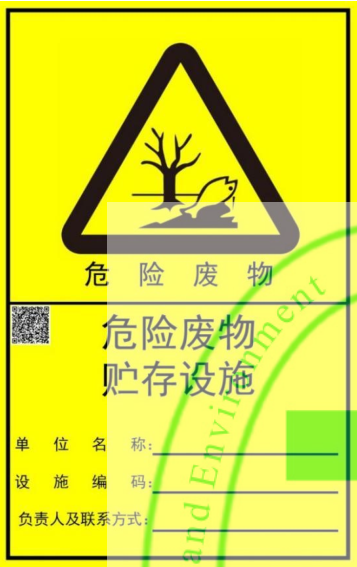 危 险 废 物
危险废物
贮存设施
单 位 名 称:
设 施 编 码:
负责人及联系方式:
and Environment